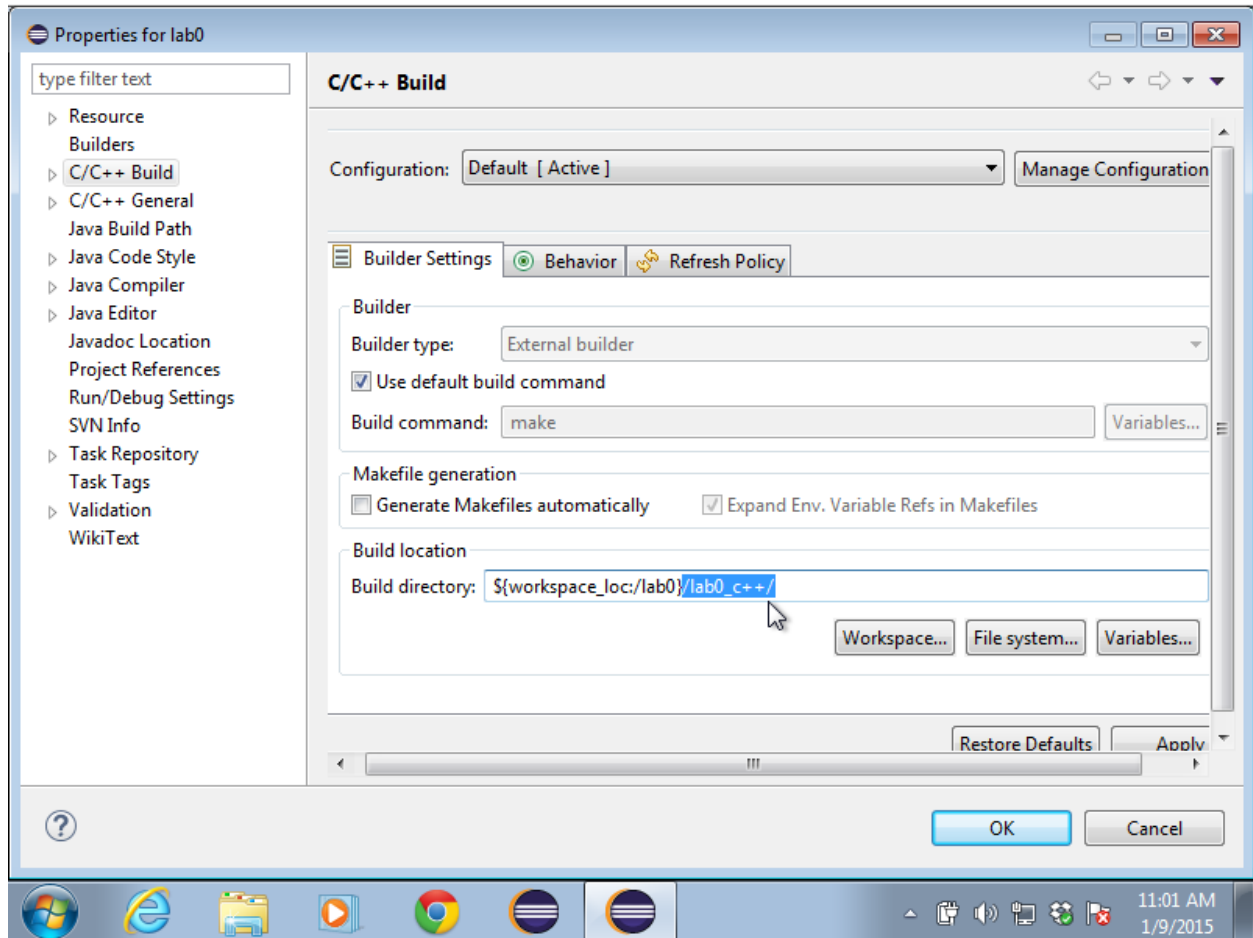 Properties for lab0
type filter text
C/C++ Build
Resource
Builders
C/C++ Build
C/C++ General
Java Build Path
Java Code Style
Java Compiler
Java Editor
Javadoc Location
Project References
Run/Debug Settings
SVN Info
Task Repository
Task Tags
Validation
WikiText
Configuration: Default [ Active ] Manage Configuration
Builder Settings Behavior Refresh Policy
Builder
Builder type: External builder
Use default build command
Build command: make Variables...
Makefile generation
Generate Makefiles automatically Expand Env. Variable Refs in Makefiles
Build location
Build directory: ${workspace_loc:/lab0}/lab0_c++/
Workspace... File system... Variables...
Restore Defaults Apply
OK Cancel
11:01 AM
1/9/2015